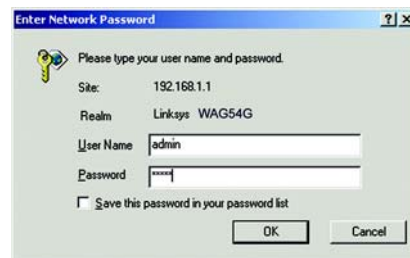 Enter Network Password
Please type your user name and password.
Site: 192.168.1.1
Realm Linksys WAG54G
User Name admin
Password *****
Save this password in your password list
OK Cancel